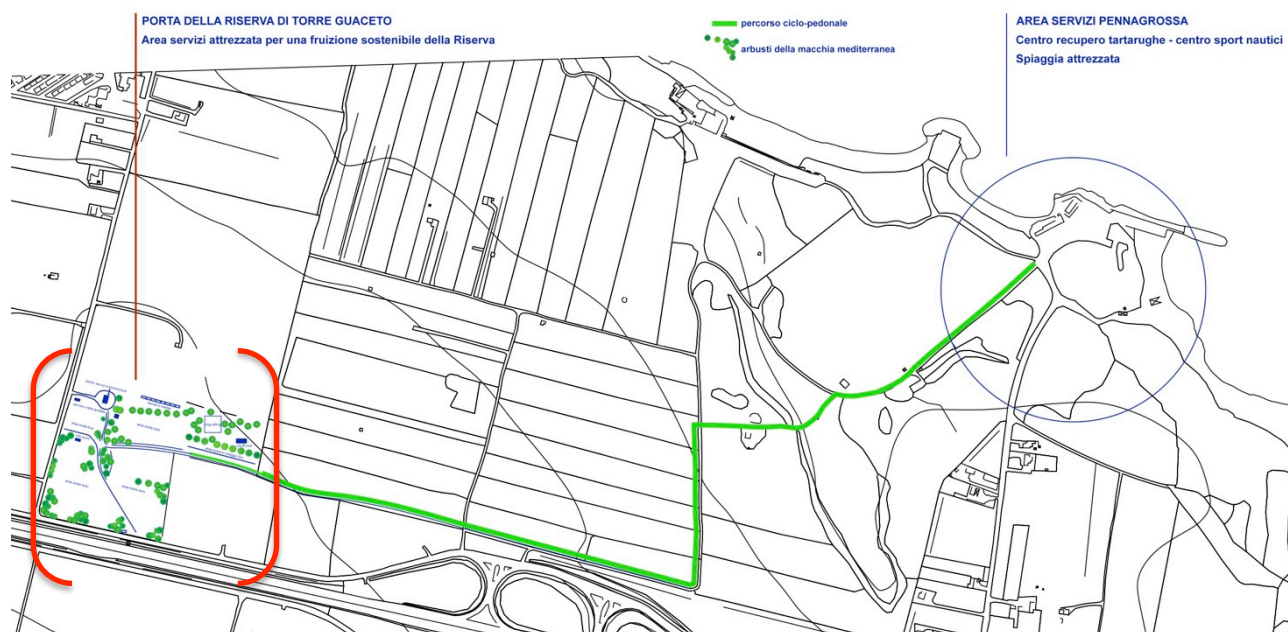 PORTA DELLA RISERVA DI TORRE GUACETO
Area servizi attrezzata per una fruizione sostenibile della Riserva
percorso ciclo-pedonale
arbusti della macchia mediterranea
AREA SERVIZI PENNAGROSSA
Centro recupero tartarughe - centro sport nautici
Spiaggia attrezzata